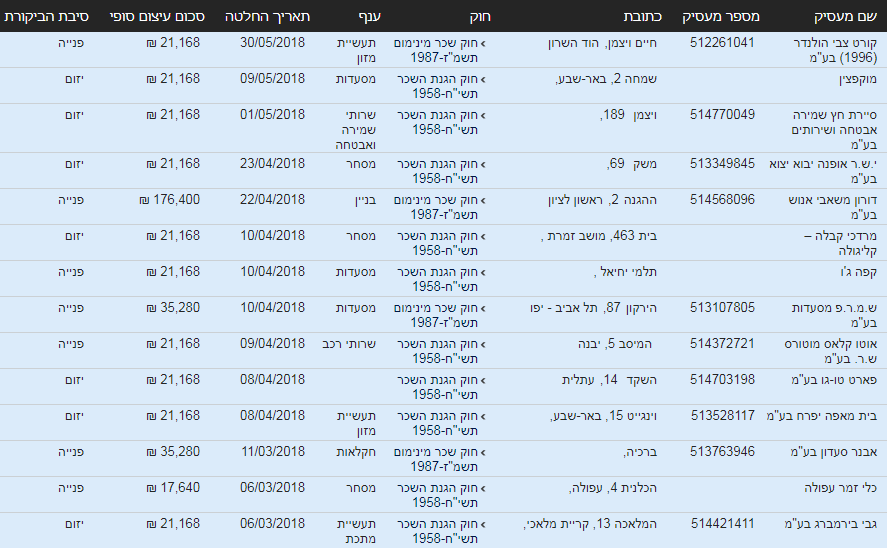 שם מעסיק מספר מעסיק כתובת חוק ענף תאריך החלטה סכום עיצום סופי סיבת הביקורת
קורט צבי הולנדר 512261041 חיים ויצמן, הוד השרון › חוק שכר מינימום תעשיית 30/05/2018 21,168 ₪ פנייה
(1996) בע"מ תשמ"ז-1987 מזון
מוקפצין שמחה 2, באר-שבע, › חוק הגנת השכר מסעדות 09/05/2018 21,168 ₪ יזום
תשי"ח-1958
סיירת חץ שמירה 514770049 ויצמן 189, › חוק הגנת השכר שרותי 01/05/2018 21,168 ₪ יזום
אבטחה ושירותים תשי"ח-1958 שמירה
בע"מ ואבטחה
י.ש.ר אופנה יבוא יצוא 513349845 משק 69, › חוק הגנת השכר מסחר 23/04/2018 21,168 ₪ יזום
בע"מ תשי"ח-1958
דורון משאבי אנוש 514568096 ההגנה 2, ראשון לציון › חוק שכר מינימום בניין 22/04/2018 176,400 ₪ פנייה
בע"מ תשמ"ז-1987
מרדכי קבלה – בית 463, מושב זמרת , › חוק הגנת השכר מסחר 10/04/2018 21,168 ₪ יזום
קליגולה תשי"ח-1958
קפה ג'ו תלמי יחיאל , › חוק הגנת השכר מסעדות 10/04/2018 21,168 ₪ פנייה
תשי"ח-1958
ש.מ.ר.פ מסעדות 513107805 הירקון 87, תל אביב - יפו › חוק שכר מינימום מסעדות 10/04/2018 35,280 ₪ פנייה
בע"מ תשמ"ז-1987
אוטו קלאס מוטורס 514372721 המיסב 5, יבנה › חוק הגנת השכר שרותי רכב 09/04/2018 21,168 ₪ פנייה
ש.ר. בע"מ תשי"ח-1958
פארט טו-גו בע"מ 514703198 השקד 14, עתלית › חוק הגנת השכר 08/04/2018 21,168 ₪ יזום
תשי"ח-1958
בית מאפה יפרח בע"מ 513528117 וינגייט 15, באר-שבע, › חוק הגנת השכר תעשיית 08/04/2018 21,168 ₪ יזום
תשי"ח-1958 מזון
אבנר סעדון בע"מ 513763946 ברכיה, › חוק שכר מינימום חקלאות 11/03/2018 35,280 ₪ פנייה
תשמ"ז-1987
כלי זמר עפולה הכלנית 4, עפולה, › חוק הגנת השכר מסחר 06/03/2018 17,640 ₪ פנייה
תשי"ח-1958
גבי בירמברג בע"מ 514421411 המלאכה 13, קריית מלאכי, › חוק הגנת השכר תעשיית 06/03/2018 21,168 ₪ יזום
תשי"ח-1958 מתכת